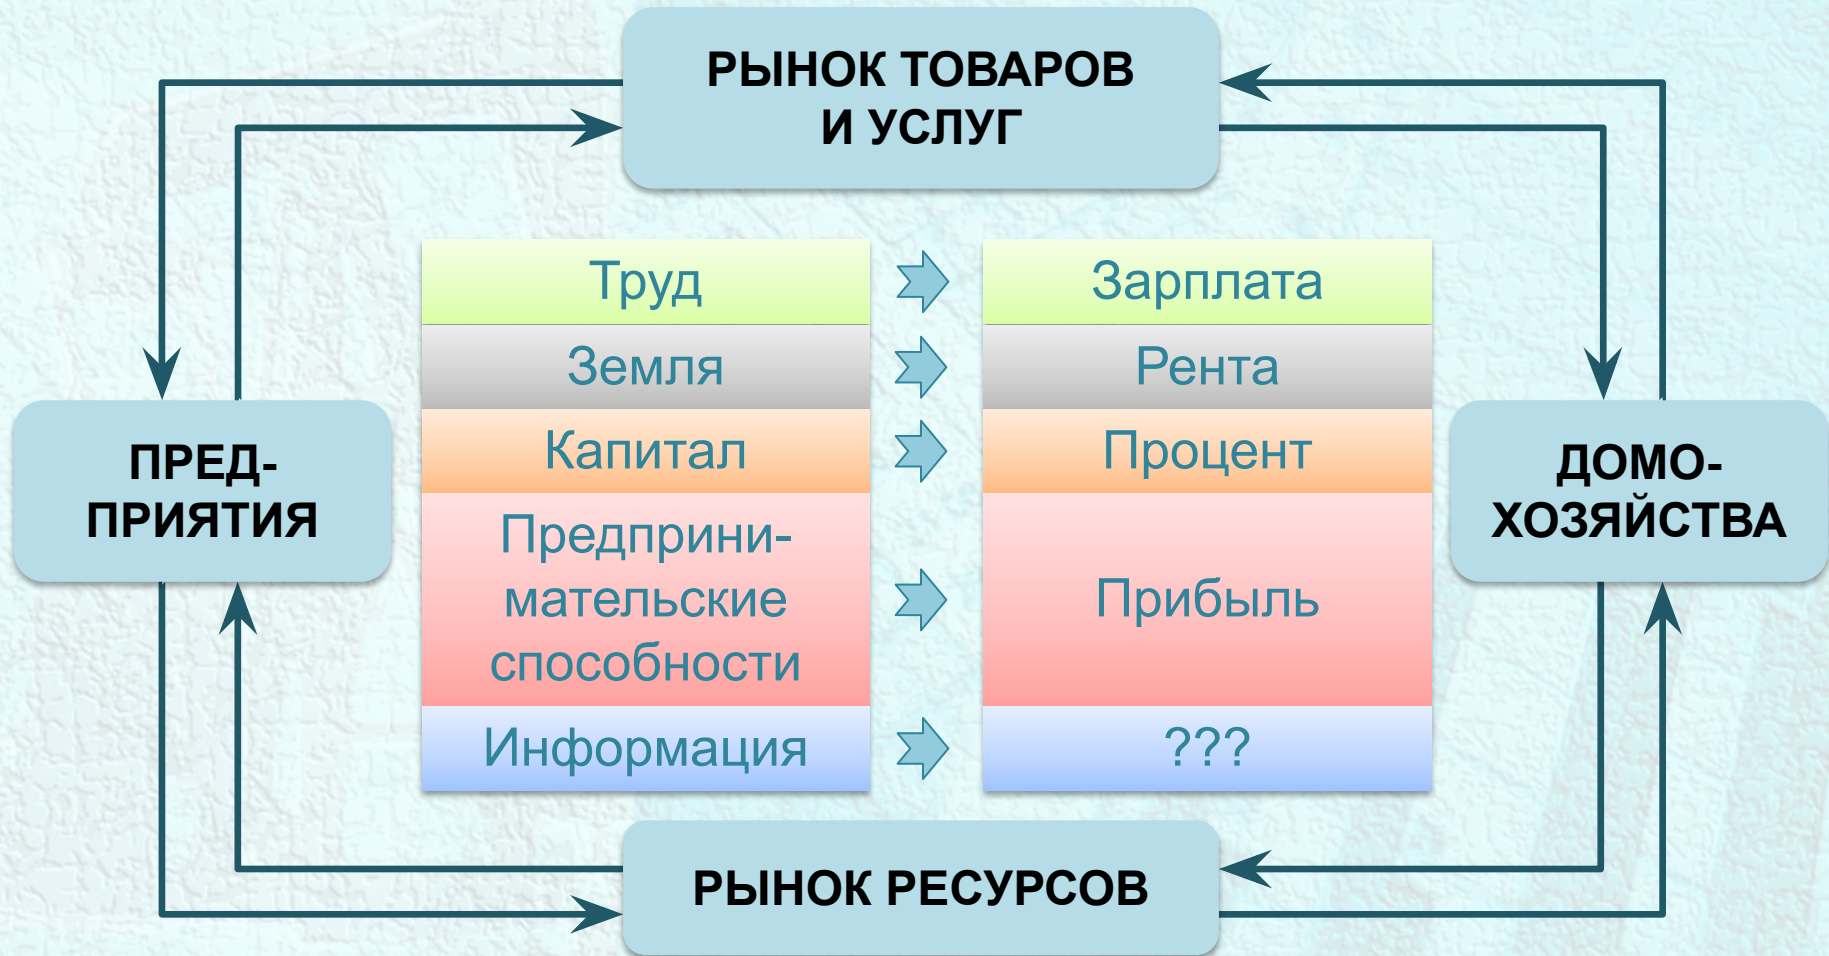 РЫНОК ТОВАРОВ
И УСЛУГ
Труд
Зарплата
Земля
Рента
ПРЕД-
ПРИЯТИЯ
Капитал
Процент
ДОМО-
ХОЗЯЙСТВА
Предприни-
мательские
способности
Прибыль
Информация
???
РЫНОК РЕСУРСОВ